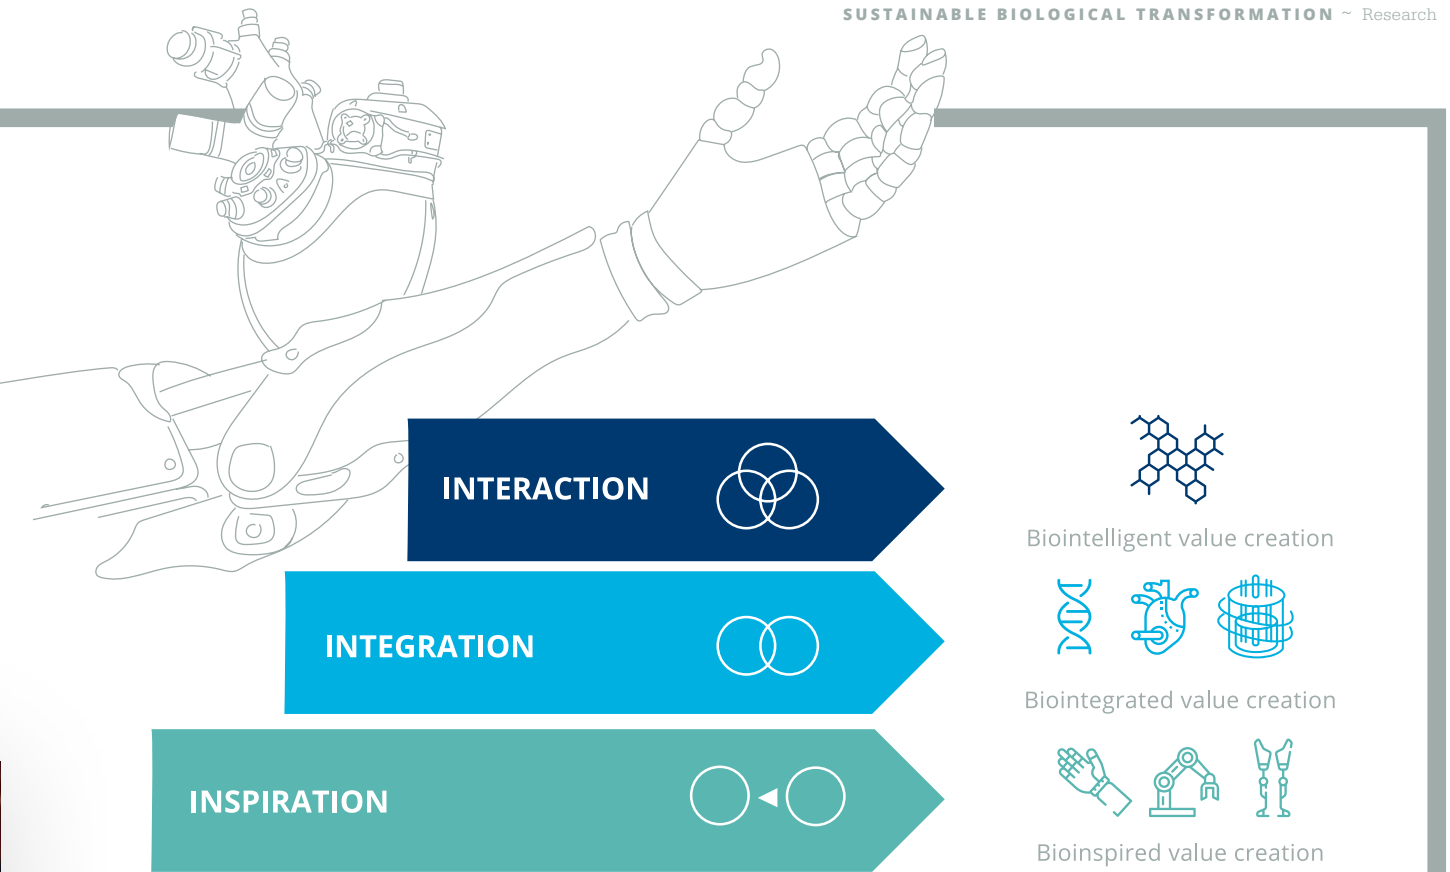 SUSTAINABLE BIOLOGICAL TRANSFORMATION ~ Research
INTERACTION
Biointelligent value creation
INTEGRATION
Biointegrated value creation
INSPIRATION
Bioinspired value creation